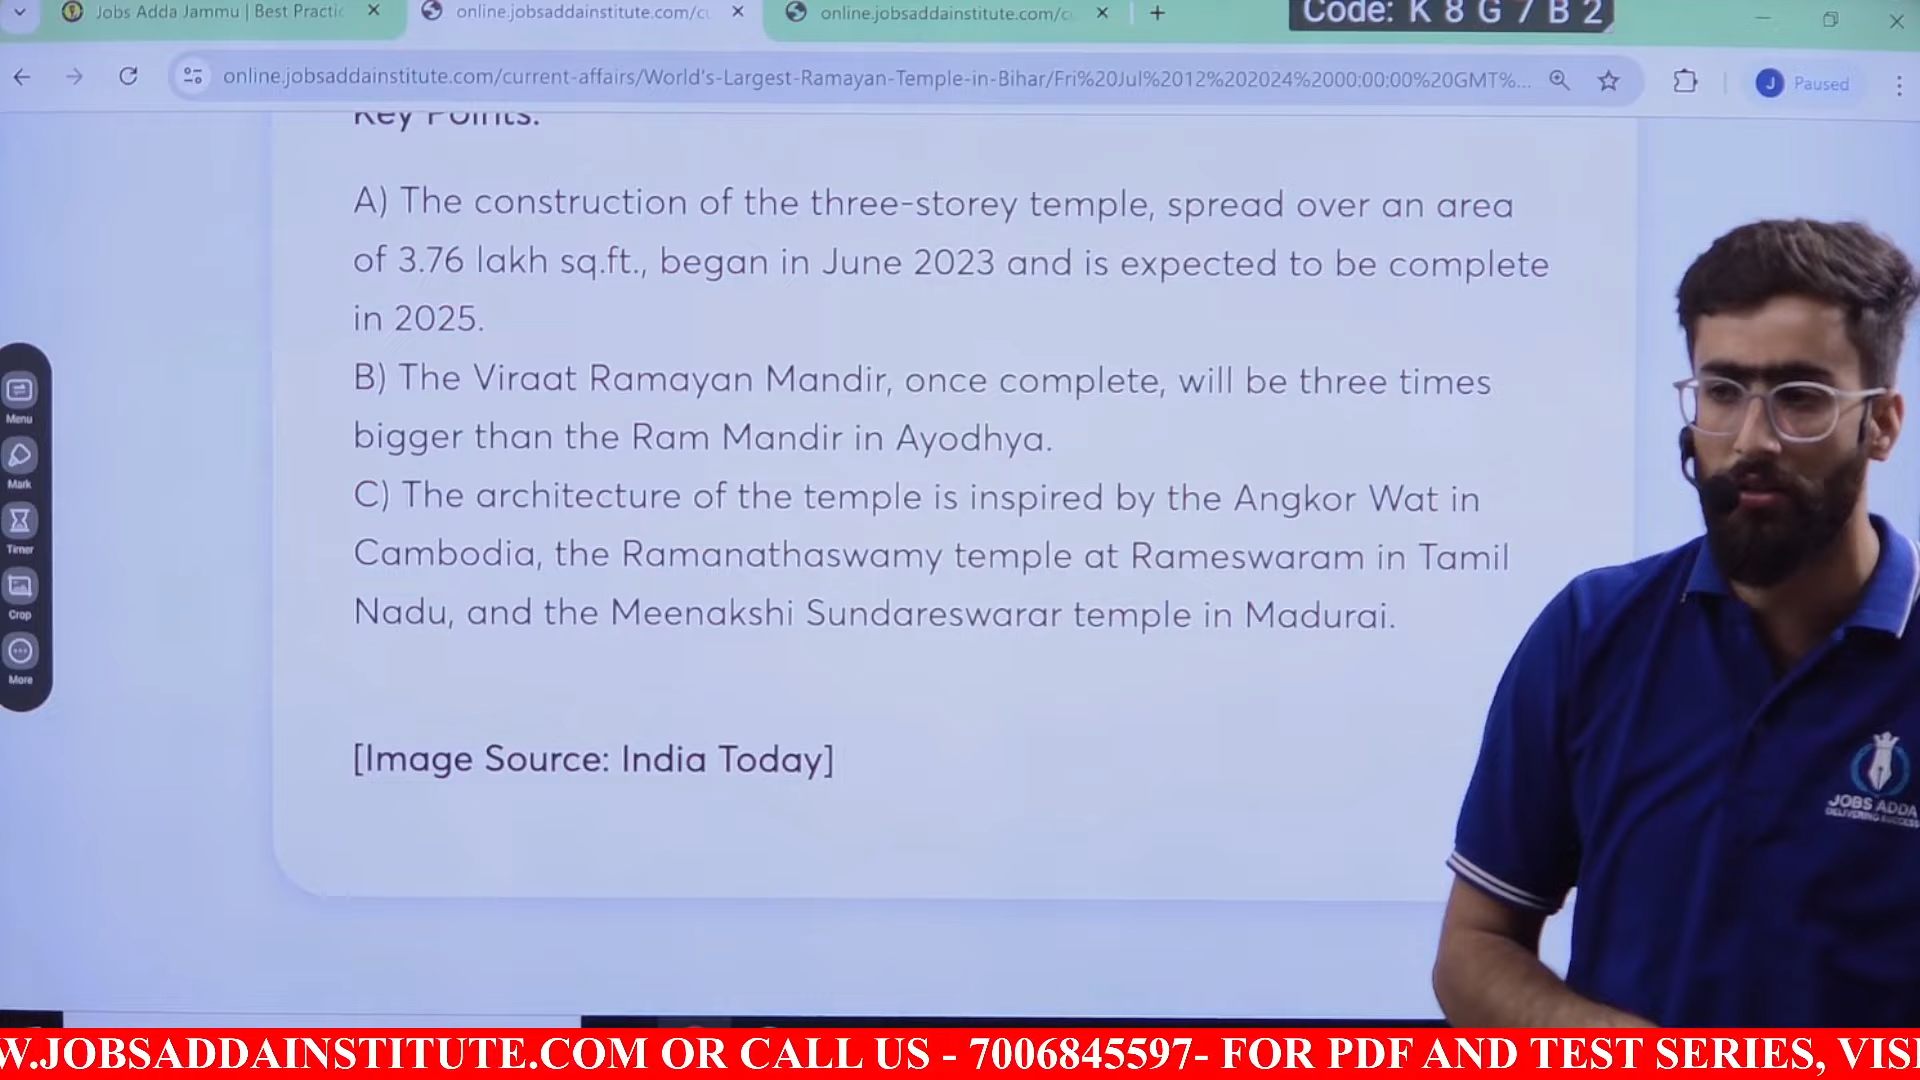 Jobs Adda Jammu | Best Practic
online.jobsaddainstitute.com/cu
online.jobsaddainstitute.com/c
Code: K 8 G 7 B 2
online.jobsaddainstitute.com/current-affairs/World's-Largest-Ramayan-Temple-in-Bihar/Fri%20Jul%2012%202024%2000:00:00%20GMT%...
J Paused
Key Points:
A) The construction of the three-storey temple, spread over an area
of 3.76 lakh sq.ft., began in June 2023 and is expected to be complete
in 2025.
B) The Viraat Ramayan Mandir, once complete, will be three times
bigger than the Ram Mandir in Ayodhya.
C) The architecture of the temple is inspired by the Angkor Wat in
Cambodia, the Ramanathaswamy temple at Rameswaram in Tamil
Nadu, and the Meenakshi Sundareswarar temple in Madurai.
[Image Source: India Today]
Menu
Mark
Timer
Crop
More
JOBS ADDA
DELIVERING SUCCESS
W.JOBSADDAINSTITUTE.COM OR CALL US - 7006845597- FOR PDF AND TEST SERIES, VIS